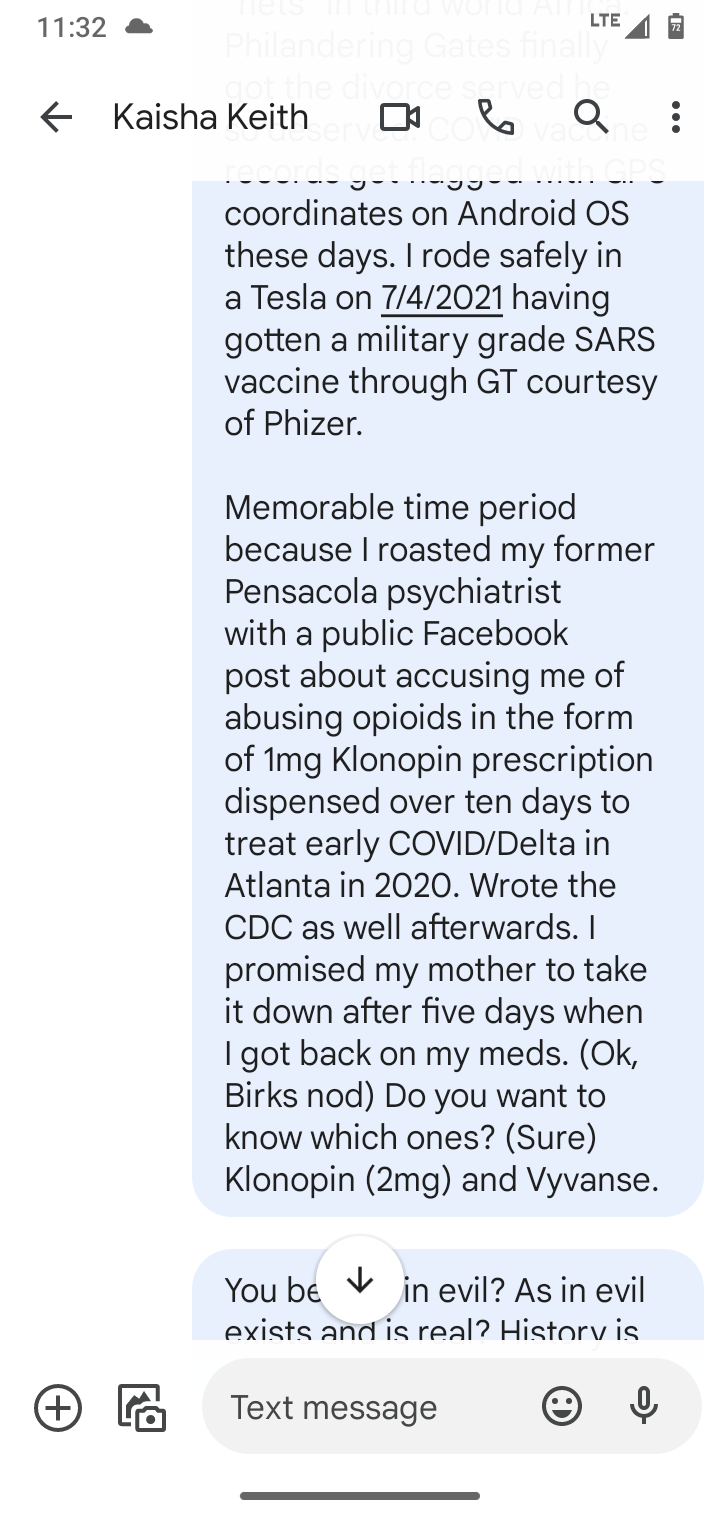 11:32
LTE
72
nets" in third world Africa.
Philandering Gates finally
got the divorce served he
so deserved. COVID vaccine
Kaisha Keith
records get flagged with GPS
coordinates on Android OS
these days. I rode safely in
a Tesla on 7/4/2021 having
gotten a military grade SARS
vaccine through GT courtesy
of Phizer.
Memorable time period
because I roasted my former
Pensacola psychiatrist
with a public Facebook
post about accusing me of
abusing opioids in the form
of 1mg Klonopin prescription
dispensed over ten days to
treat early COVID/Delta in
Atlanta in 2020. Wrote the
CDC as well afterwards. I
promised my mother to take
it down after five days when
I got back on my meds. (Ok,
Birks nod) Do you want to
know which ones? (Sure)
Klonopin (2mg) and Vyvanse.
You be in evil? As in evil
exists and is real? History is
Text message